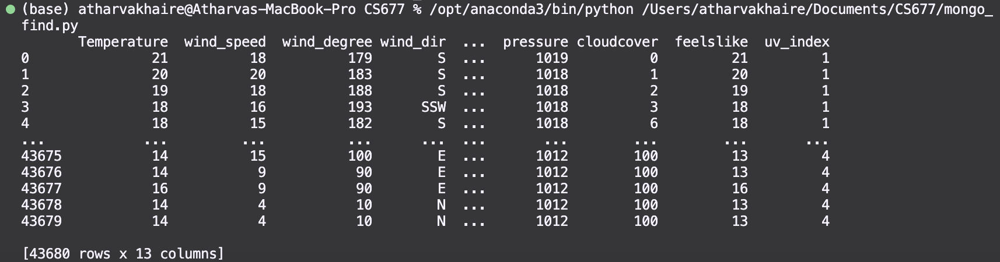 (base) atharvakhaire@Atharvas-MacBook-Pro CS677 % /opt/anaconda3/bin/python /Users/atharvakhaire/Documents/CS677/mongo_
find.py
Temperature wind_speed wind_degree wind_dir ... pressure cloudcover feelslike uv_index
0 21 18 179 S ... 1019 0 21 1
1 20 20 183 S ... 1018 1 20 1
2 19 18 188 S ... 1018 2 19 1
3 18 16 193 SSW ... 1018 3 18 1
4 18 15 182 S ... 1018 6 18 1
... ... ... ... ... ... ... ... ... ...
43675 14 15 100 E ... 1012 100 13 4
43676 14 9 90 E ... 1012 100 13 4
43677 16 9 90 E ... 1012 100 16 4
43678 14 4 10 N ... 1012 100 13 4
43679 14 4 10 N ... 1012 100 13 4
[43680 rows x 13 columns]